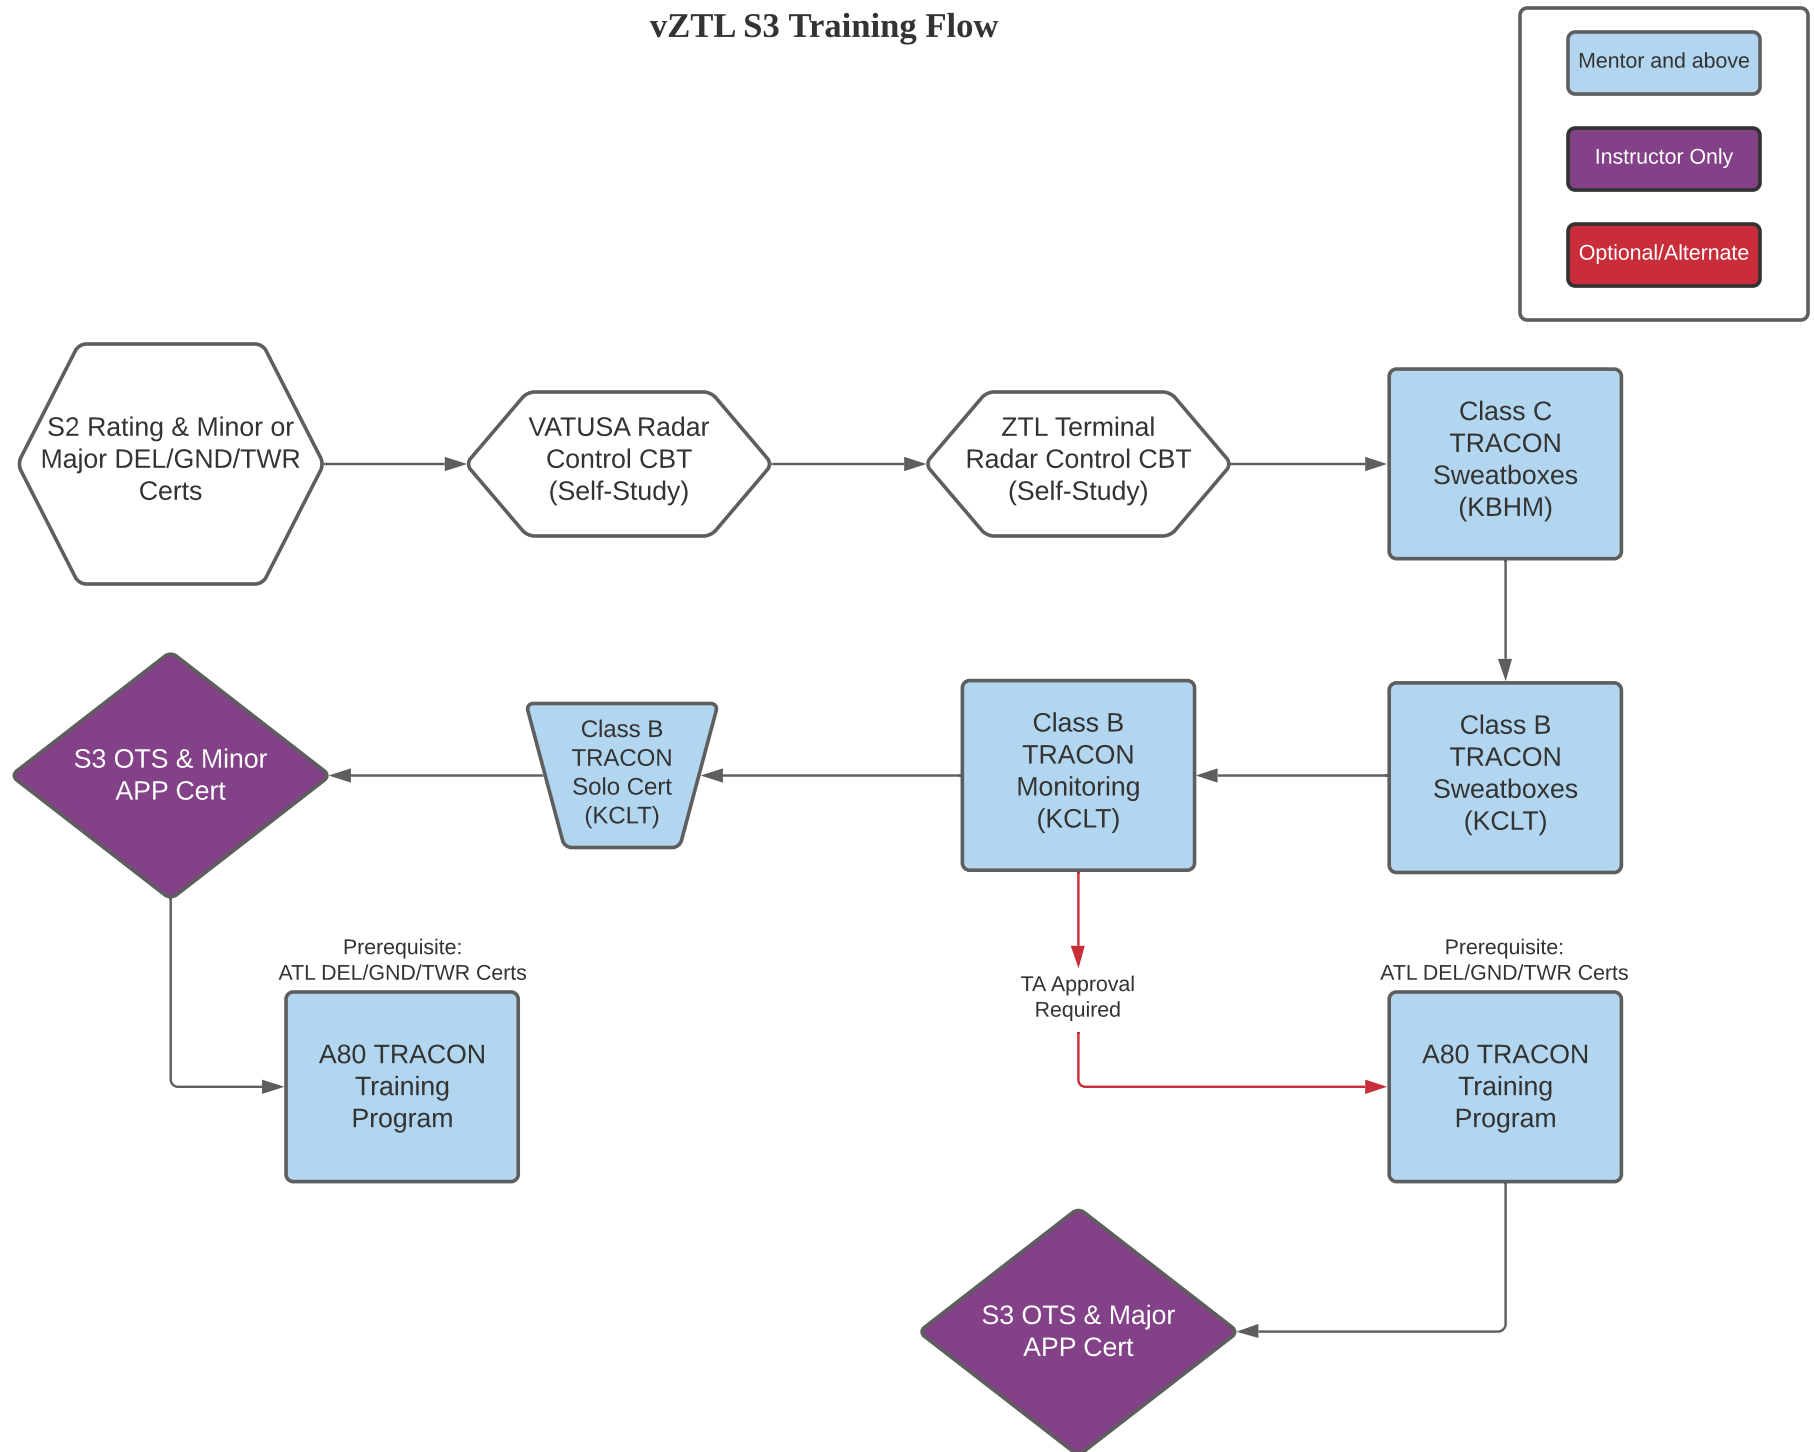 vZTL S3 Training Flow
Mentor and above
Instructor Only
Optional/Alternate
S2 Rating & Minor or
Major DEL/GND/TWR
Certs
VATUSA Radar
Control CBT
(Self-Study)
ZTL Terminal
Radar Control CBT
(Self-Study)
Class C
TRACON
Sweatboxes
(KBHM)
Class B
TRACON
Sweatboxes
(KCLT)
Class B
TRACON
Monitoring
(KCLT)
Class B
TRACON
Solo Cert
(KCLT)
S3 OTS & Minor
APP Cert
Prerequisite:
ATL DEL/GND/TWR Certs
A80 TRACON
Training
Program
TA Approval
Required
Prerequisite:
ATL DEL/GND/TWR Certs
A80 TRACON
Training
Program
S3 OTS & Major
APP Cert